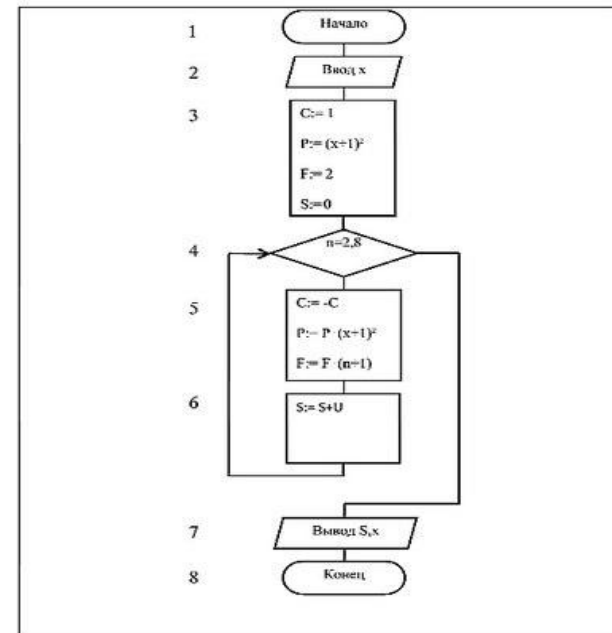 1
Начало
2
Ввод x
3
C:= 1
P:= (x+1)²
F:= 2
S:=0
4
n=2,8
5
C:= -C
P:= P (x+1)²
F:= F (n+1)
6
S:= S+U
7
Вывод S,x
8
Конец